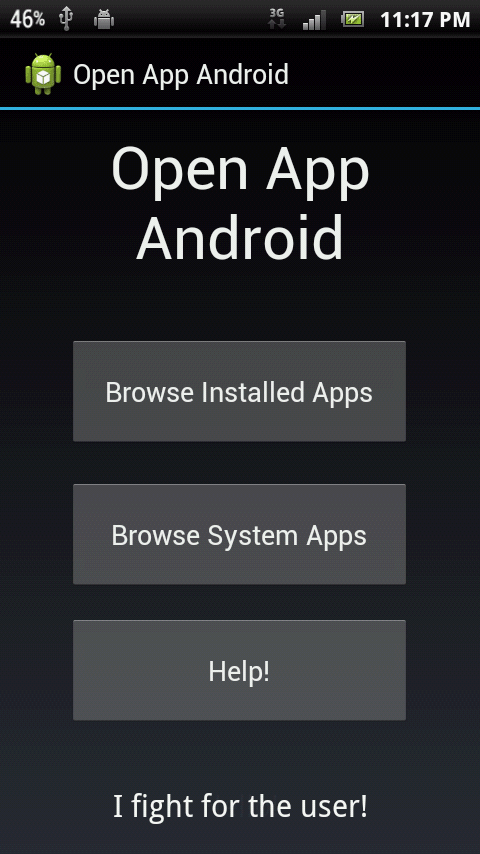 46% 3G 11:17 PM
Open App Android
Open App
Android
Browse Installed Apps
Browse System Apps
Help!
I fight for the user!